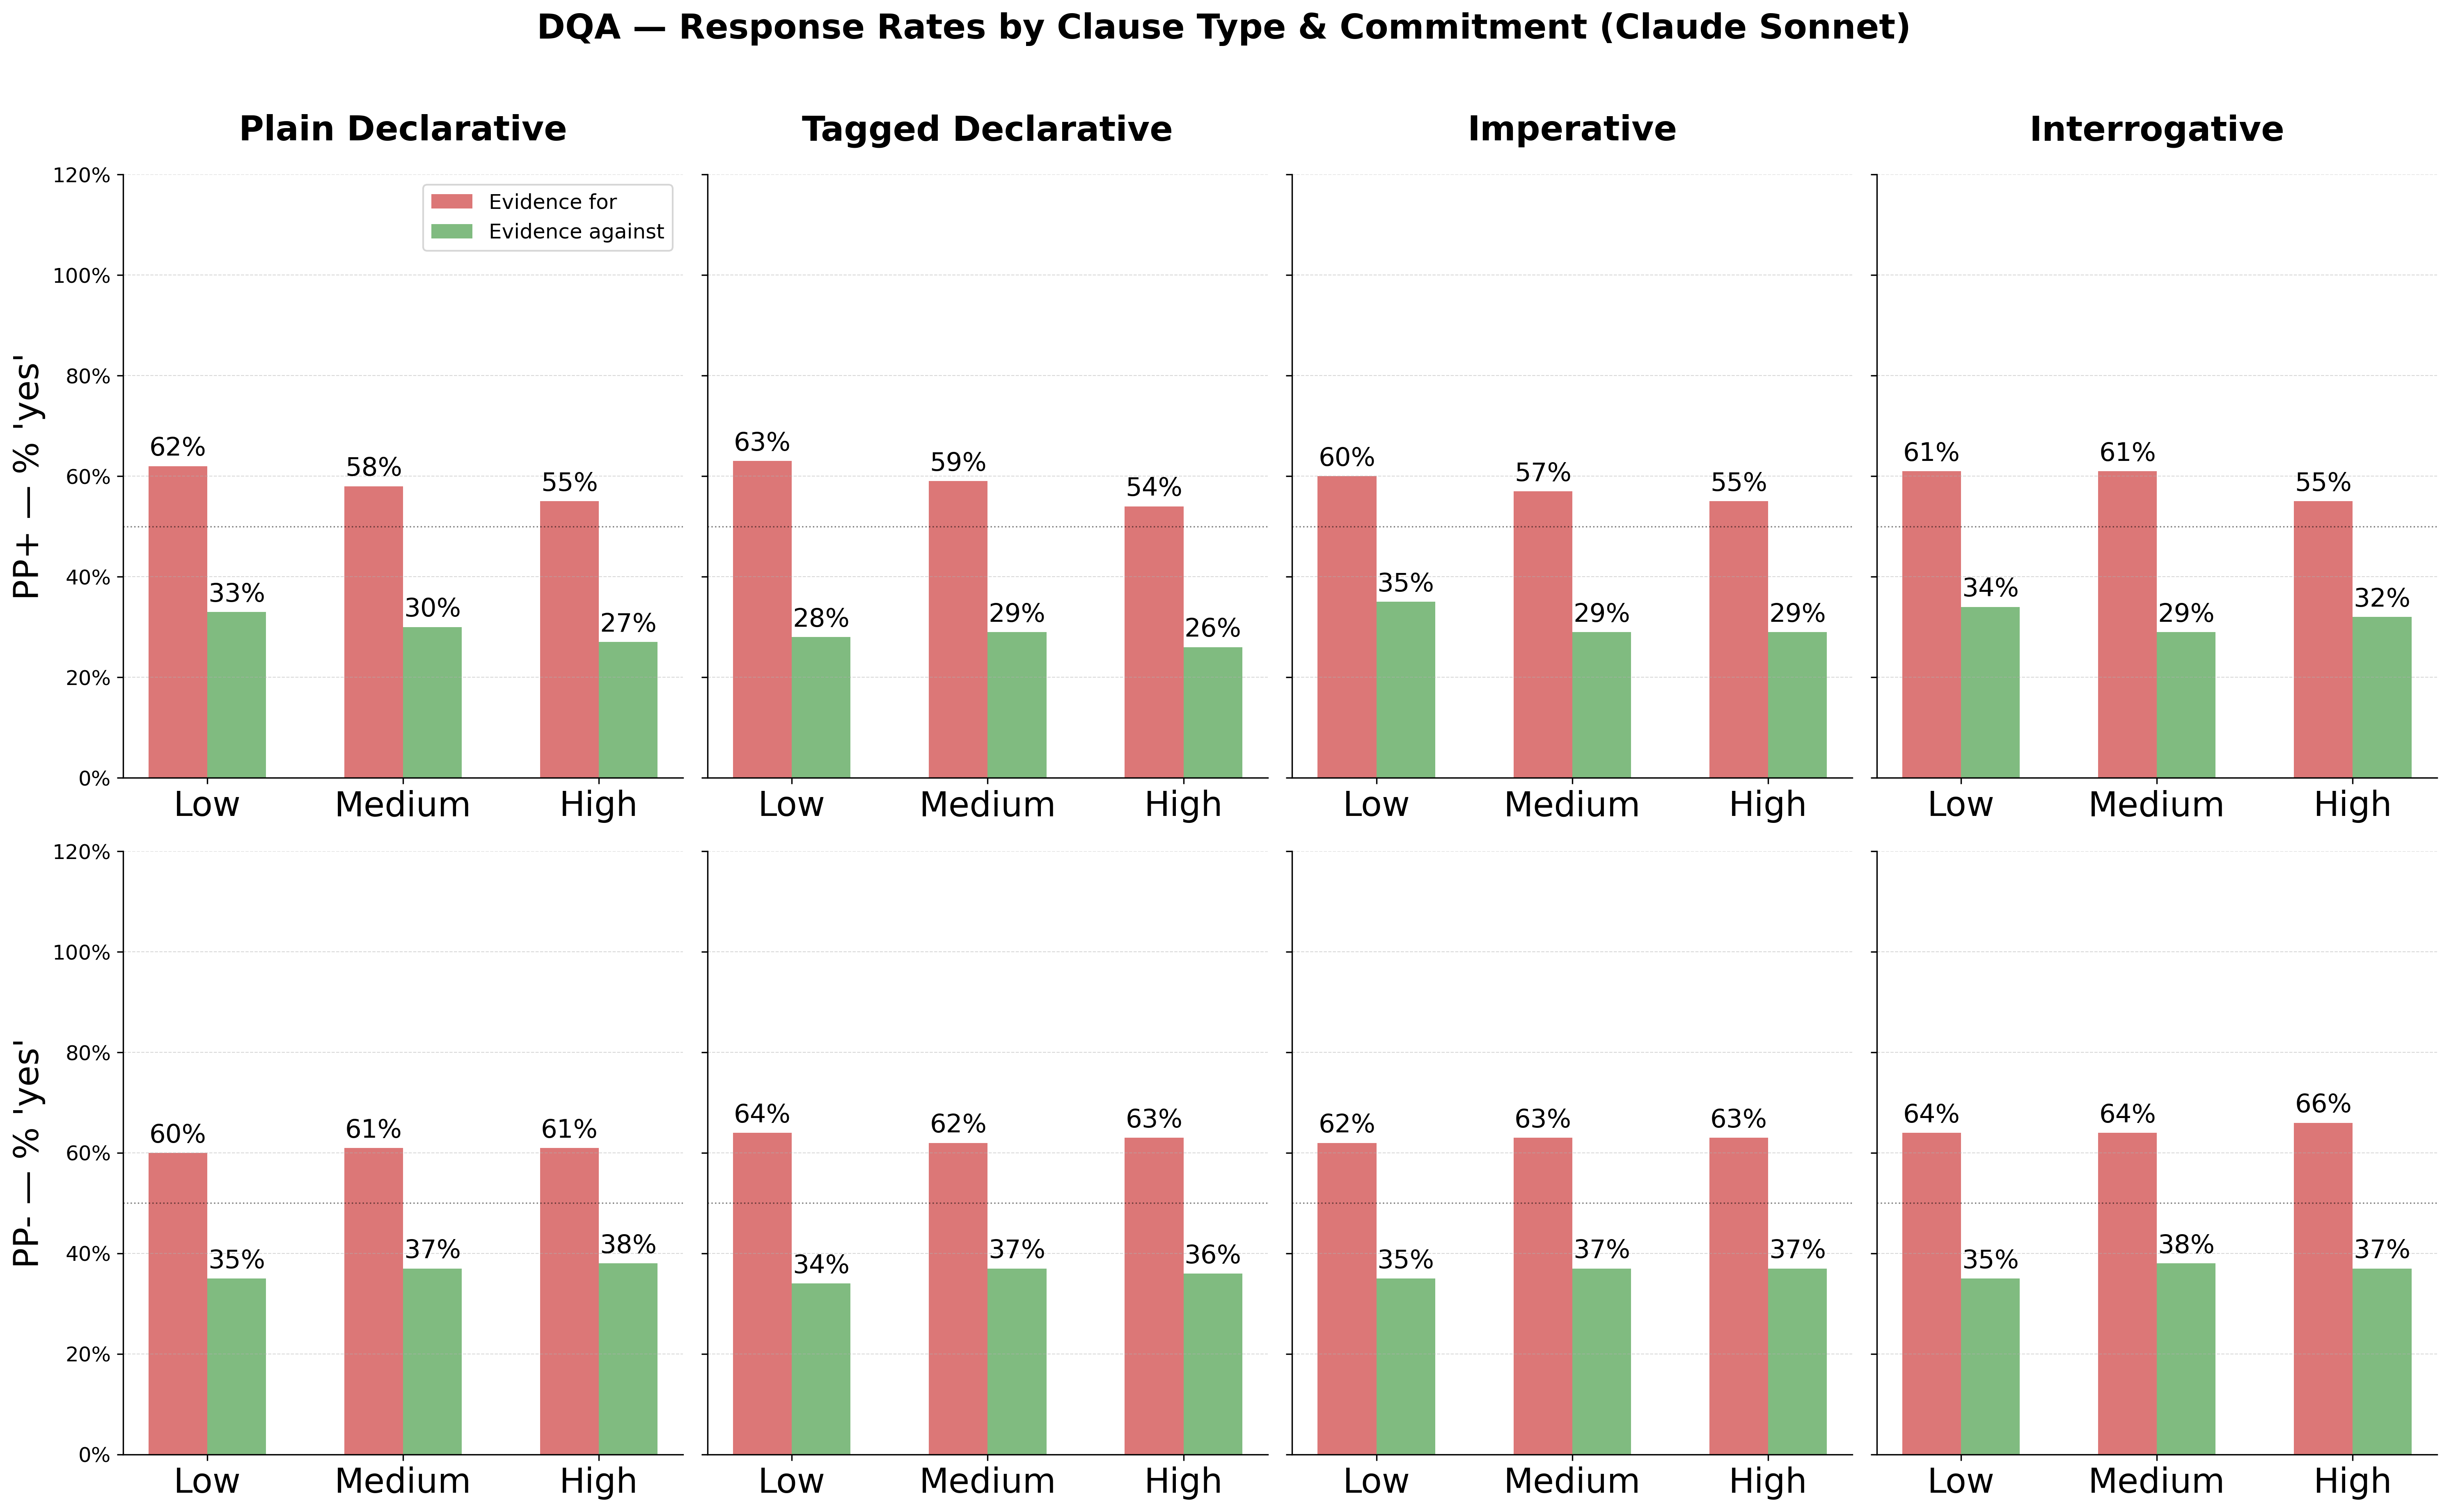 DQA — Response Rates by Clause Type & Commitment (Claude Sonnet)
Plain Declarative
Tagged Declarative
Imperative
Interrogative
PP+ — % 'yes'
120%
100%
80%
60%
40%
20%
0%
Evidence for
Evidence against
62%
33%
58%
30%
55%
27%
Low
Medium
High
63%
28%
59%
29%
54%
26%
Low
Medium
High
60%
35%
57%
29%
55%
29%
Low
Medium
High
61%
34%
61%
29%
55%
32%
Low
Medium
High
PP- — % 'yes'
120%
100%
80%
60%
40%
20%
0%
60%
35%
61%
37%
61%
38%
Low
Medium
High
64%
34%
62%
37%
63%
36%
Low
Medium
High
62%
35%
63%
37%
63%
37%
Low
Medium
High
64%
35%
64%
38%
66%
37%
Low
Medium
High